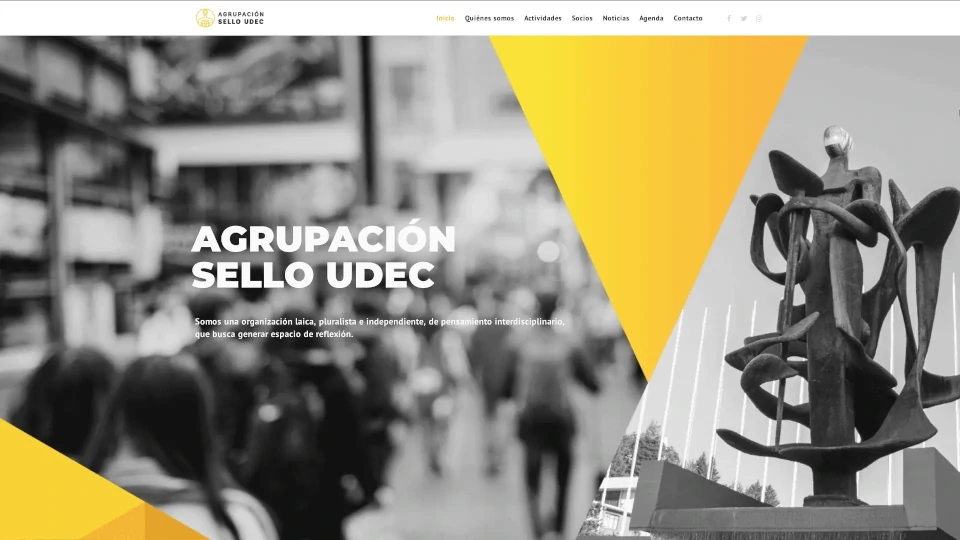 AGRUPACIÓN
SELLO UDEC
Inicio Quiénes somos Actividades Socios Noticias Agenda Contacto
AGRUPACIÓN
SELLO UDEC
Somos una organización laica, pluralista e independiente, de pensamiento interdisciplinario,
que busca generar espacio de reflexión.